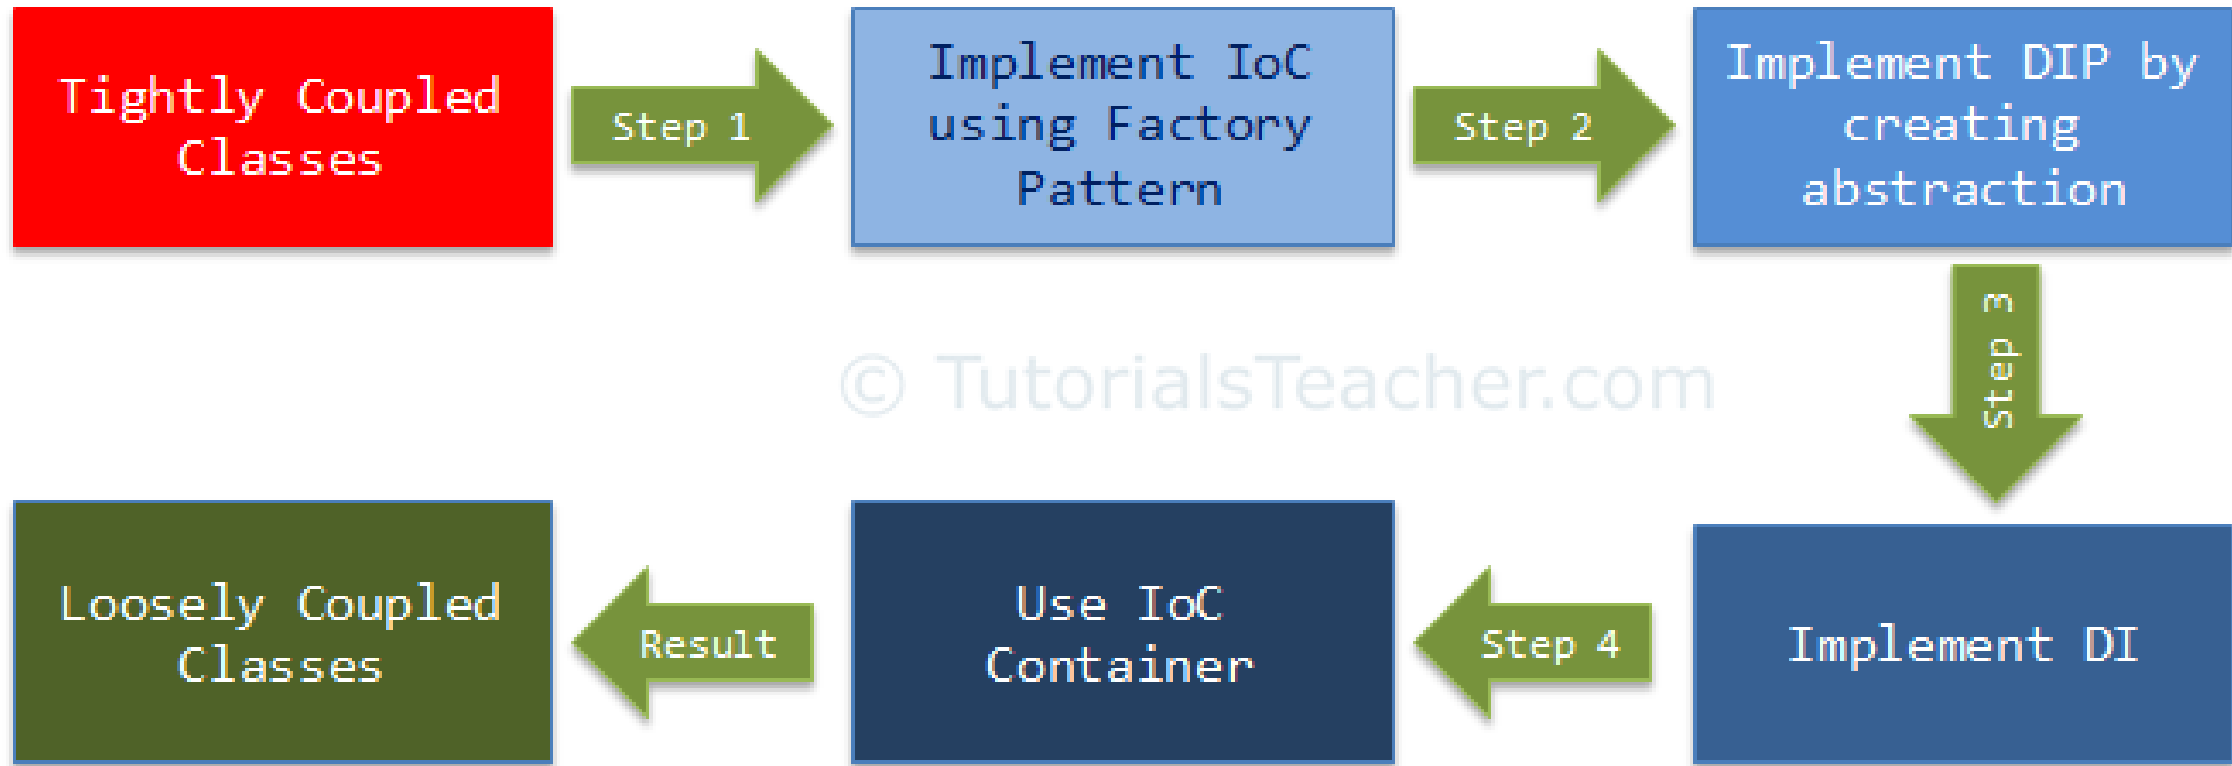 Tightly Coupled
Classes
Step 1
Implement IoC
using Factory
Pattern
Step 2
Implement DIP by
creating
abstraction
Step 3
© TutorialsTeacher.com
Implement DI
Step 4
Use IoC
Container
Result
Loosely Coupled
Classes